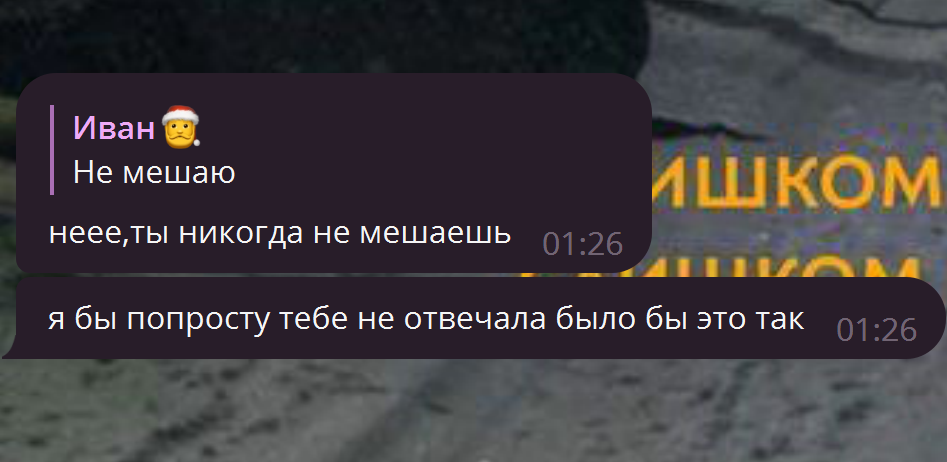 Иван
Не мешаю
неее,ты никогда не мешаешь 01:26
я бы попросту тебе не отвечала было бы это так 01:26